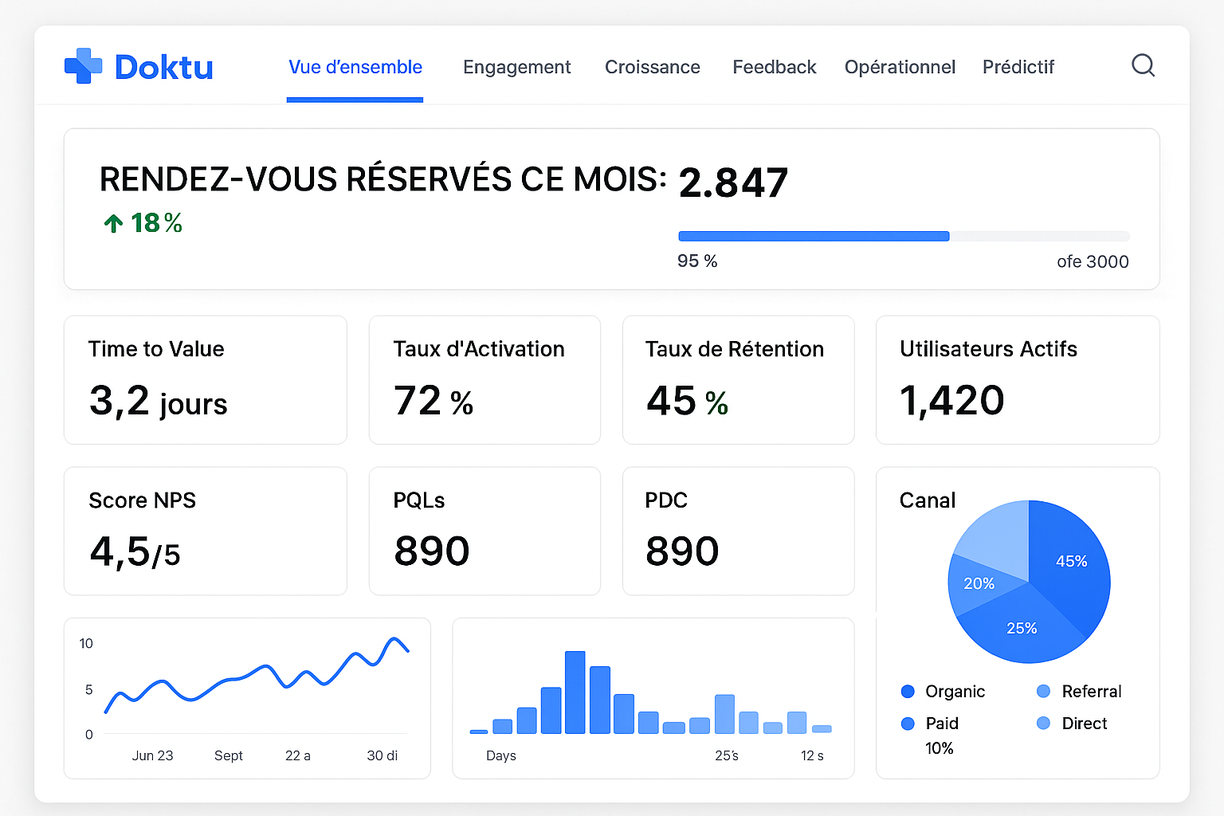 Doktu
Vue d’ensemble
Engagement
Croissance
Feedback
Opérationnel
Prédictif
RENDEZ-VOUS RÉSERVÉS CE MOIS: 2.847
↑ 18%
95 %
ofe 3000
Time to Value
3,2 jours
Taux d'Activation
72 %
Taux de Rétention
45 %
Utilisateurs Actifs
1,420
Score NPS
4,5/5
PQLs
890
PDC
890
Canal
45%
20%
25%
Organic
Referral
Paid
Direct
10%
10
5
0
Jun 23
Sept
22 a
30 di
Days
25's
12 s